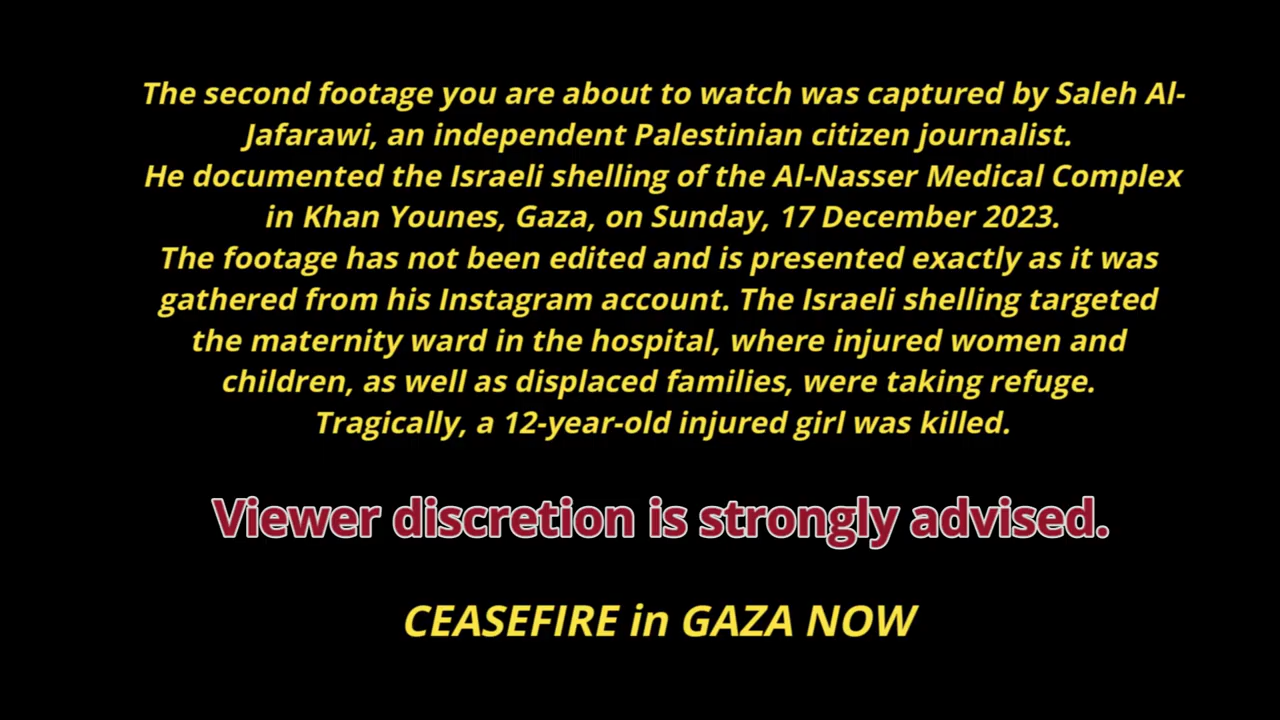 The second footage you are about to watch was captured by Saleh Al-
Jafarawi, an independent Palestinian citizen journalist.
He documented the Israeli shelling of the Al-Nasser Medical Complex
in Khan Younes, Gaza, on Sunday, 17 December 2023.
The footage has not been edited and is presented exactly as it was
gathered from his Instagram account. The Israeli shelling targeted
the maternity ward in the hospital, where injured women and
children, as well as displaced families, were taking refuge.
Tragically, a 12-year-old injured girl was killed.
Viewer discretion is strongly advised.
CEASEFIRE in GAZA NOW